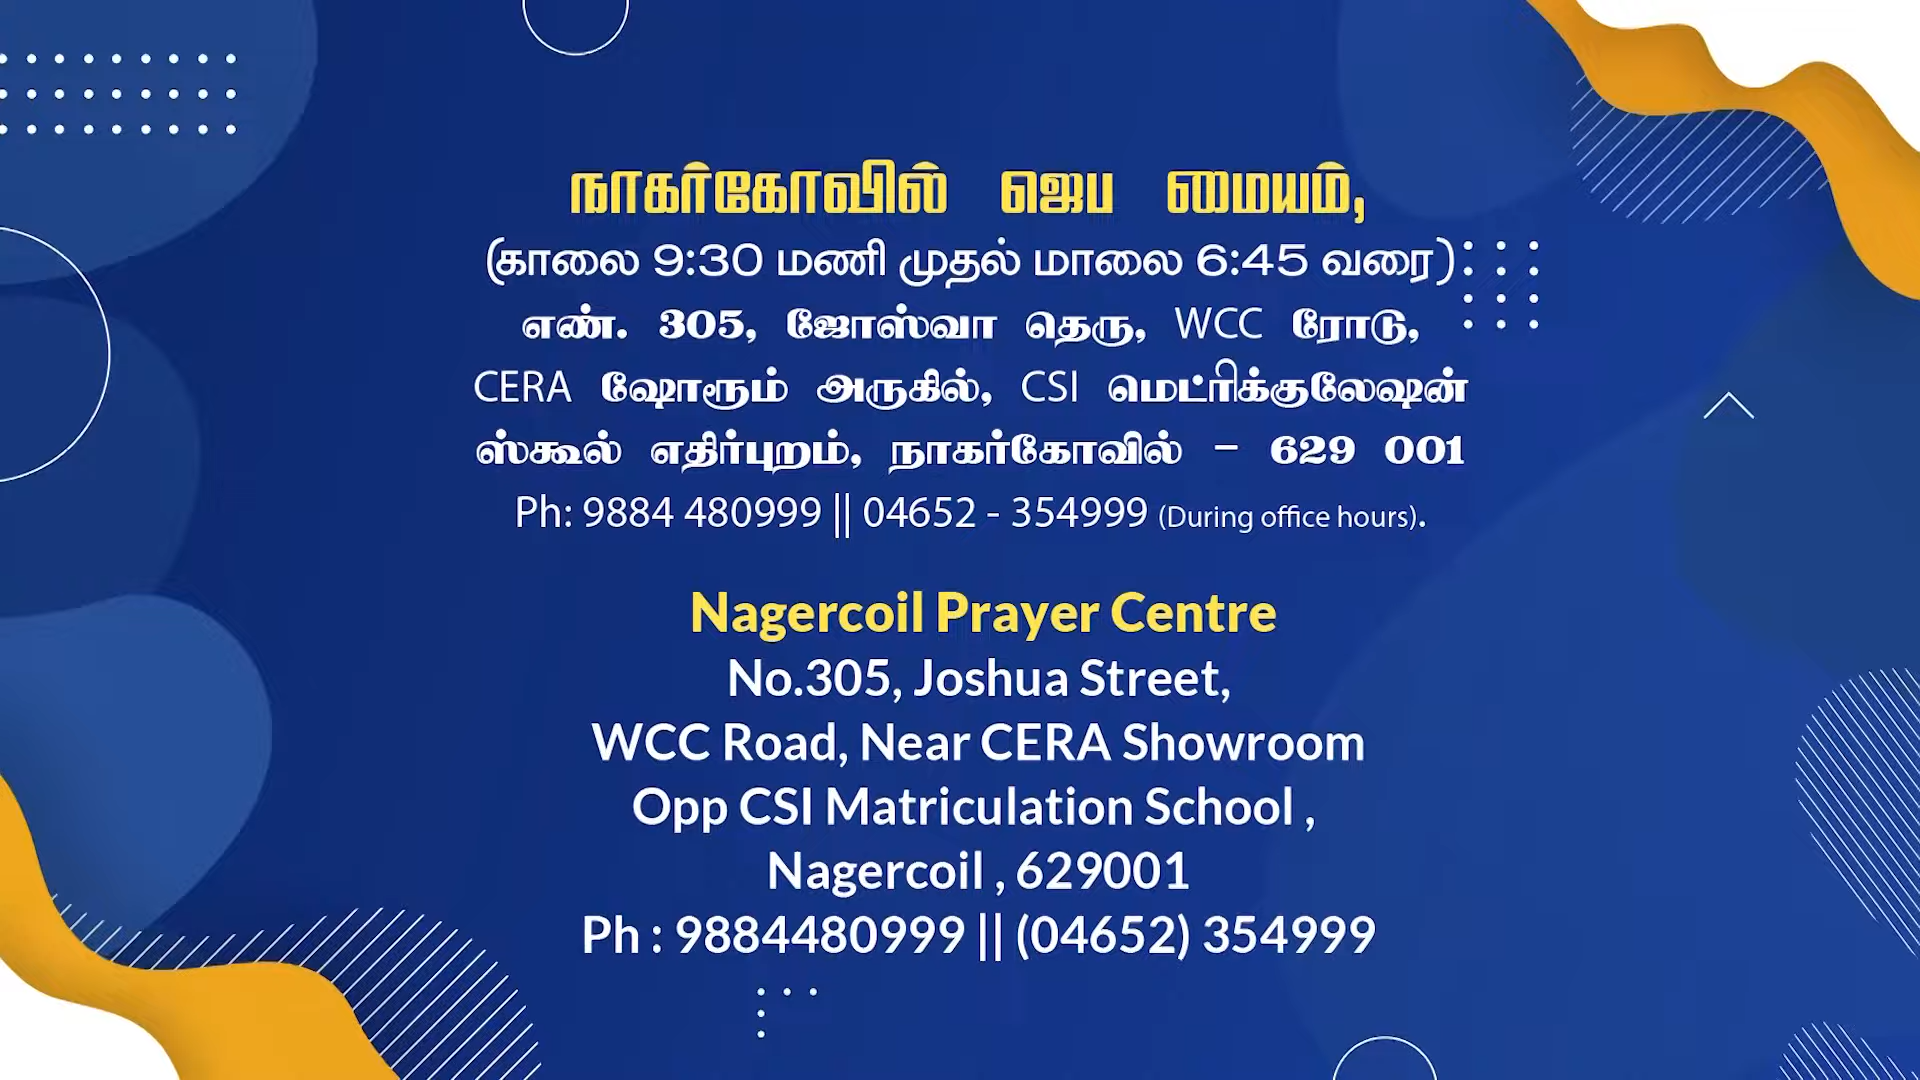 நாகர்கோவில் ஜெப மையம்,
(காலை 9:30 மணி முதல் மாலை 6:45 வரை)
எண். 305, ஜோஸ்வா தெரு, WCC ரோடு,
CERA ஷோரூம் அருகில், CSI மெட்ரிக்குலேஷன்
ஸ்கூல் எதிர்புறம், நாகர்கோவில் - 629 001
Ph: 9884 480999 || 04652 - 354999 (During office hours).
Nagercoil Prayer Centre
No.305, Joshua Street,
WCC Road, Near CERA Showroom
Opp CSI Matriculation School ,
Nagercoil , 629001
Ph : 9884480999 || (04652) 354999